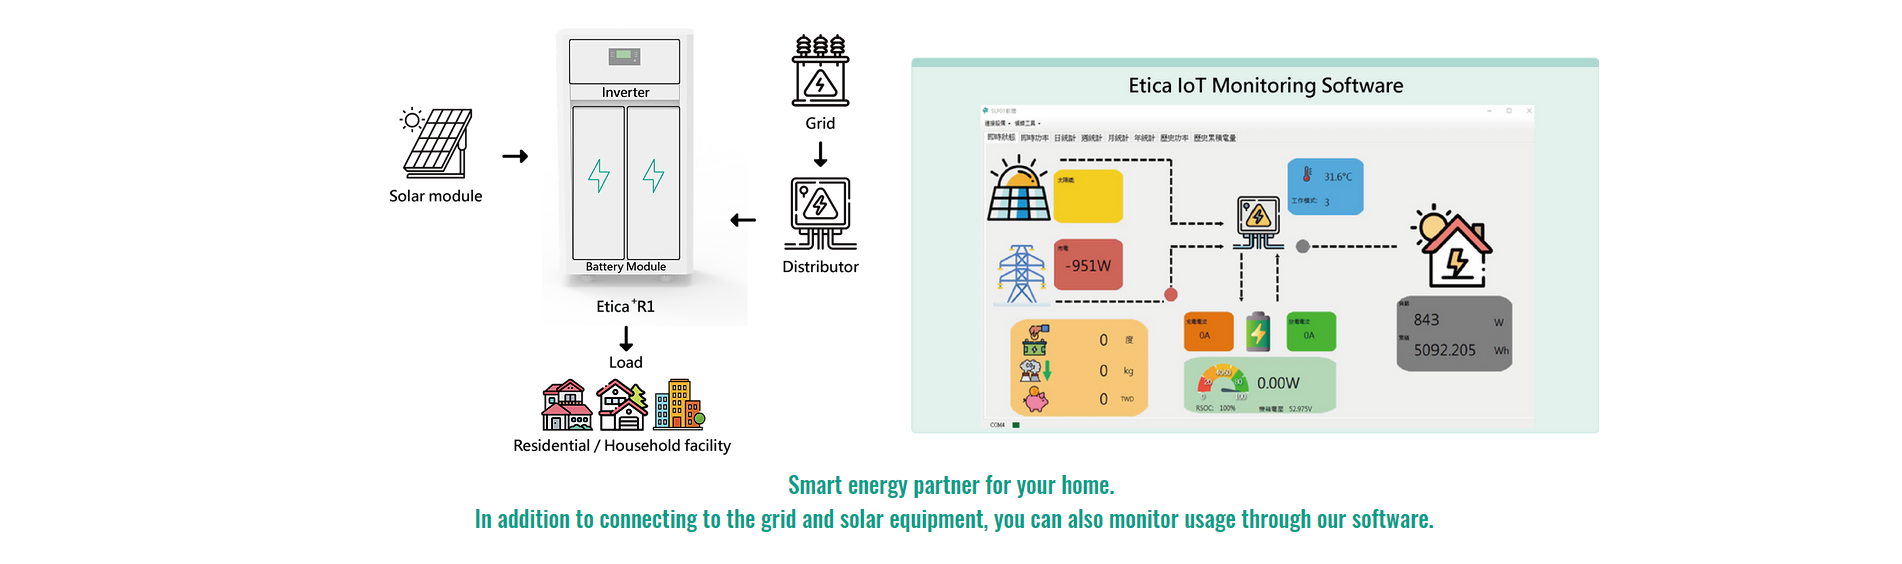 Inverter
Battery Module
Etica⁺R1
Solar module
Grid
Distributor
Load
Residential / Household facility
Etica IoT Monitoring Software
即時狀態 即時功率 日統計 週統計 月統計 年統計 歷史功率 歷史累積電量
太陽能
市電
-951W
31.6°C
工作模式: 3
0 度
0 kg
0 TWD
CO2
充電電流
0A
放電電流
0A
0.00W
RSOC: 100%
52.975V
負載
843 W
累積
5092.205 Wh
COM4
Smart energy partner for your home.
In addition to connecting to the grid and solar equipment, you can also monitor usage through our software.